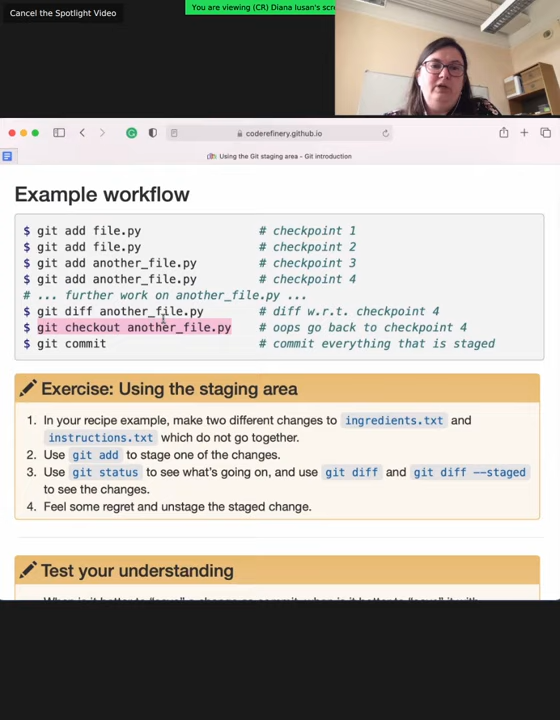 Cancel the Spotlight Video
You are viewing (CR) Diana Iusan's scre
coderefinery.github.io
Using the Git staging area - Git introduction
Example workflow
$ git add file.py # checkpoint 1
$ git add file.py # checkpoint 2
$ git add another_file.py # checkpoint 3
$ git add another_file.py # checkpoint 4
# ... further work on another_file.py ...
$ git diff another_file.py # diff w.r.t. checkpoint 4
$ git checkout another_file.py # oops go back to checkpoint 4
$ git commit # commit everything that is staged
Exercise: Using the staging area
1. In your recipe example, make two different changes to ingredients.txt and
instructions.txt which do not go together.
2. Use git add to stage one of the changes.
3. Use git status to see what's going on, and use git diff and git diff --staged
to see the changes.
4. Feel some regret and unstage the staged change.
Test your understanding